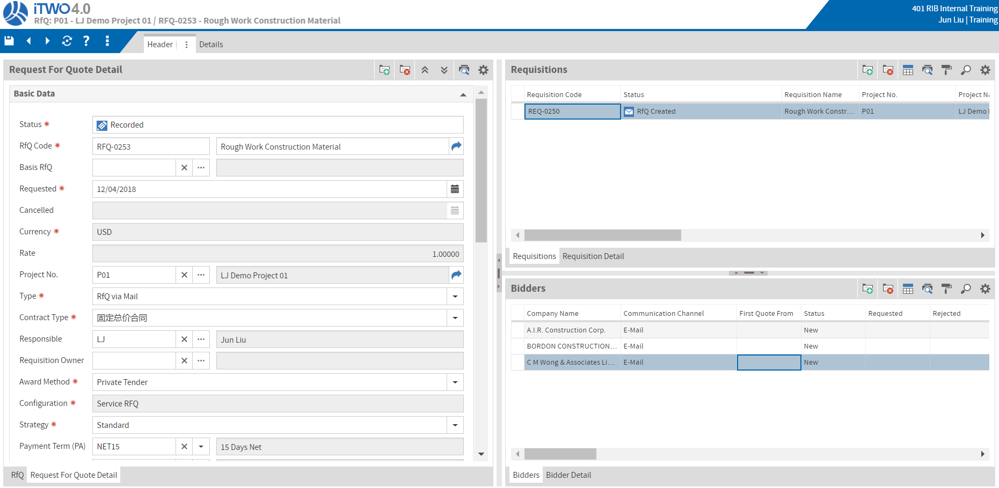 iTWO 4.0
RfQ: P01 - LJ Demo Project 01 / RFQ-0253 - Rough Work Construction Material
401 RIB Internal Training
Jun Liu | Training
Header
Details
Request For Quote Detail
Basic Data
Status * Recorded
RfQ Code * RFQ-0253 Rough Work Construction Material
Basis RfQ
Requested * 12/04/2018
Cancelled
Currency * USD
Rate 1.00000
Project No. P01 LJ Demo Project 01
Type * RfQ via Mail
Contract Type * 固定总价合同
Responsible LJ Jun Liu
Requisition Owner
Award Method * Private Tender
Configuration * Service RFQ
Strategy * Standard
Payment Term (PA) NET15 15 Days Net
RfQ Request For Quote Detail
Requisitions
Requisition Code Status Requisition Name Project No. Project Na
REQ-0250 RfQ Created Rough Work Constr... P01 LJ Demo
Requisitions Requisition Detail
Bidders
Company Name Communication Channel First Quote From Status Requested Rejected
A.I.R. Construction Corp. E-Mail New
BORDON CONSTRUCTION... E-Mail New
C M Wong & Associates Li... E-Mail New
Bidders Bidder Detail